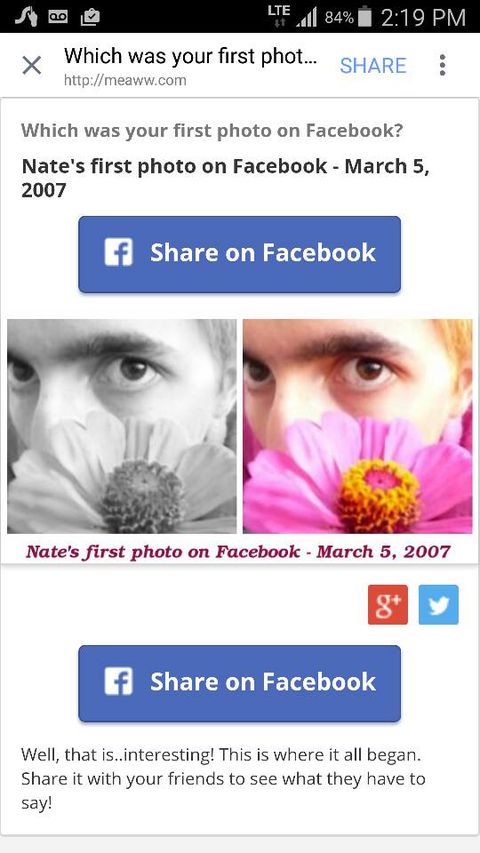 LTE 84% 2:19 PM
Which was your first phot... SHARE
http://meaww.com
Which was your first photo on Facebook?
Nate's first photo on Facebook - March 5,
2007
f Share on Facebook
Nate's first photo on Facebook - March 5, 2007
g+
f Share on Facebook
Well, that is..interesting! This is where it all began.
Share it with your friends to see what they have to
say!